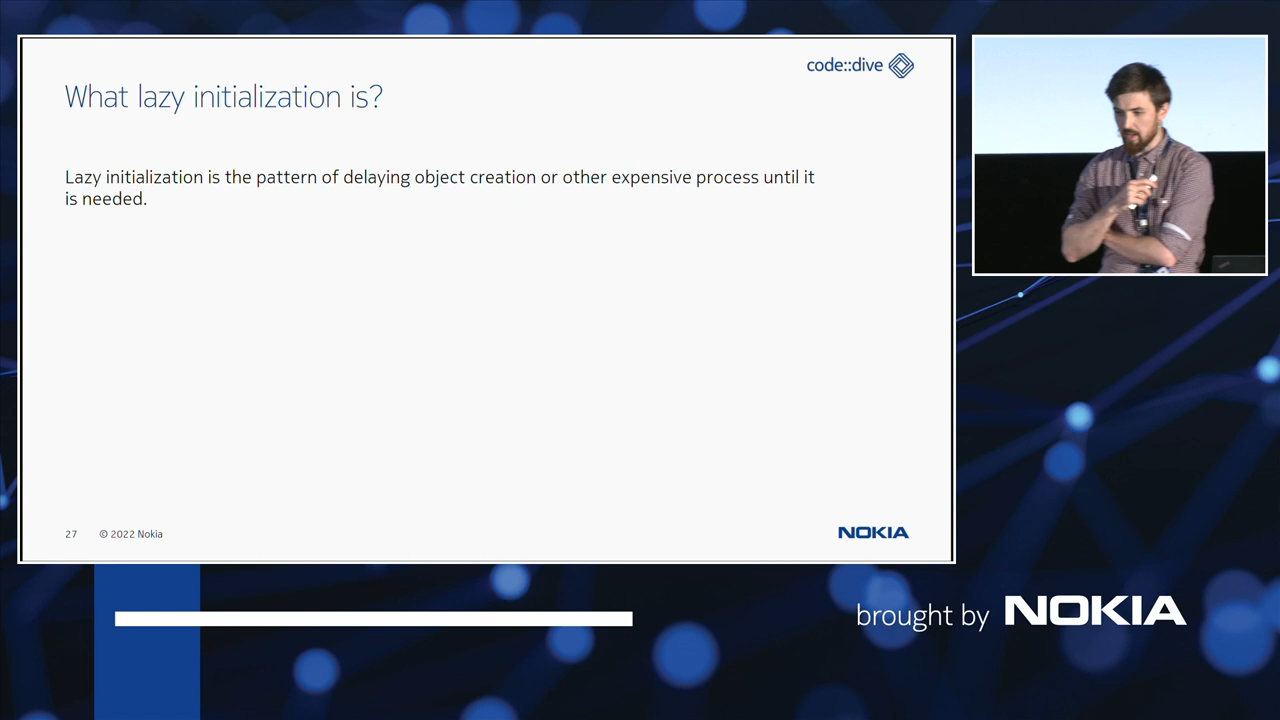 code::dive
What lazy initialization is?
Lazy initialization is the pattern of delaying object creation or other expensive process until it
is needed.
27 © 2022 Nokia
NOKIA
brought by NOKIA